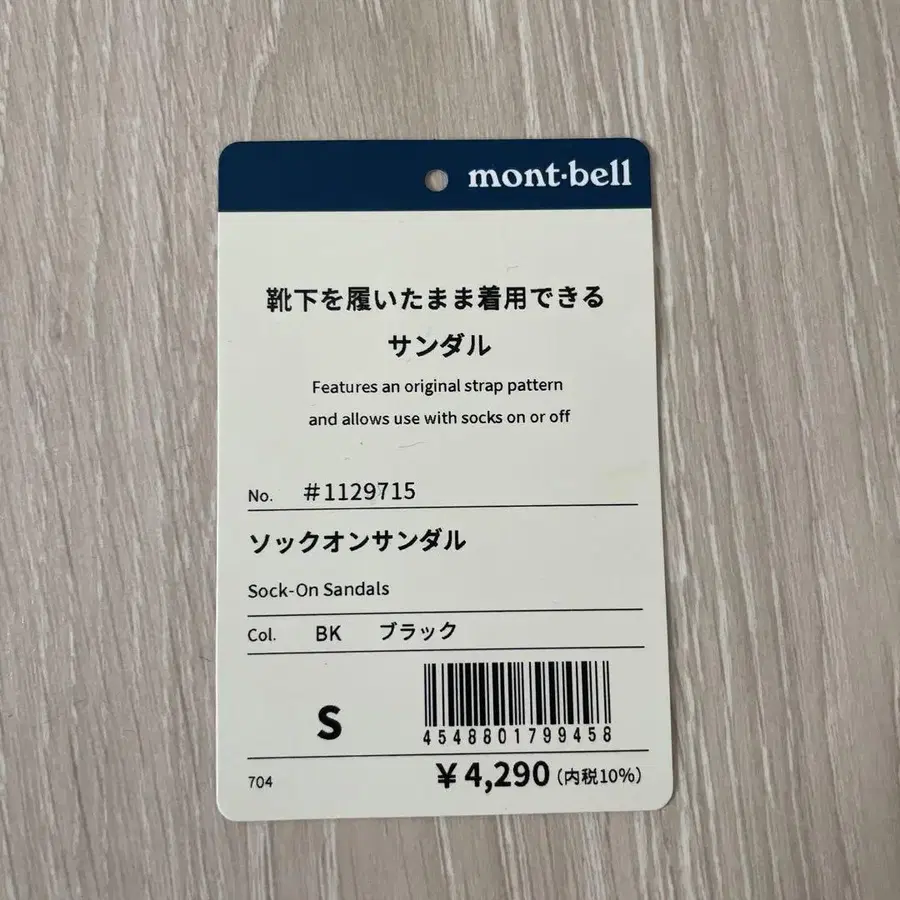 mont-bell
靴下を履いたまま着用できる
サンダル
Features an original strap pattern
and allows use with socks on or off
No. #1129715
ソックオンサンダル
Sock-On Sandals
Col. BK ブラック
S
4548801799458
704 ¥4,290(内税10%)